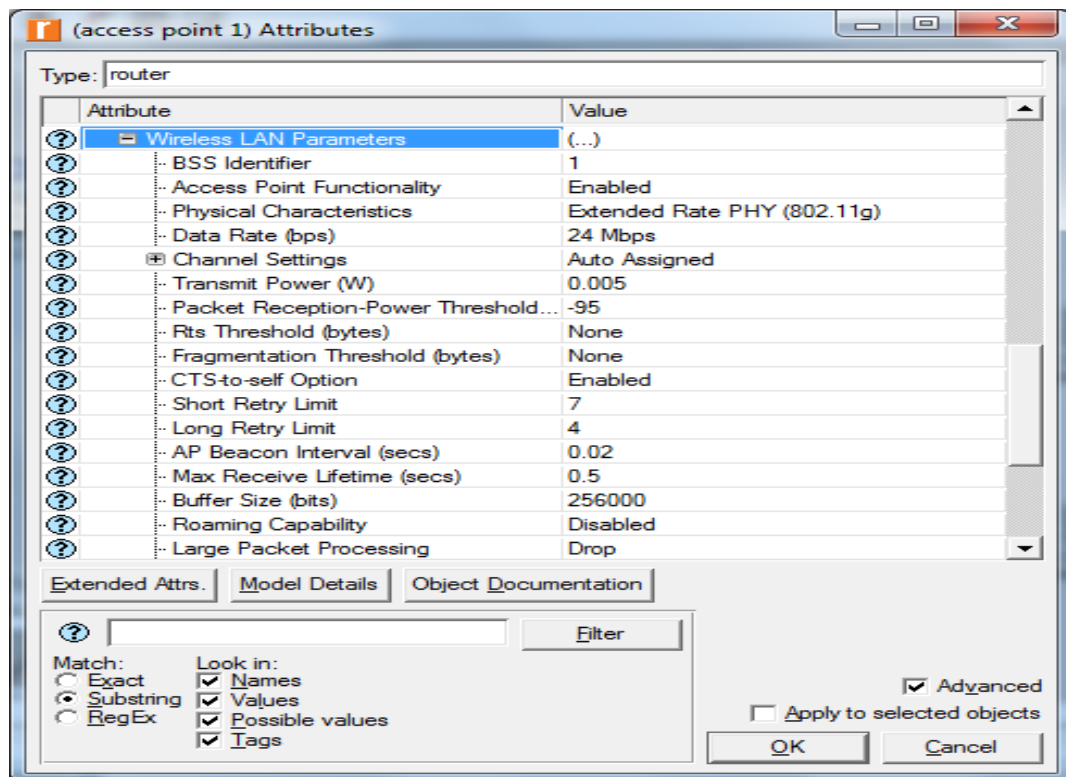 (access point 1) Attributes
Type: router
Attribute Value
Wireless LAN Parameters (...)
BSS Identifier 1
Access Point Functionality Enabled
Physical Characteristics Extended Rate PHY (802.11g)
Data Rate (bps) 24 Mbps
Channel Settings Auto Assigned
Transmit Power (W) 0.005
Packet Reception-Power Threshold... -95
Rts Threshold (bytes) None
Fragmentation Threshold (bytes) None
CTS-to-self Option Enabled
Short Retry Limit 7
Long Retry Limit 4
AP Beacon Interval (secs) 0.02
Max Receive Lifetime (secs) 0.5
Buffer Size (bits) 256000
Roaming Capability Disabled
Large Packet Processing Drop
Extended Attrs. Model Details Object Documentation
Filter
Match: Look in:
Exact Names
Substring Values
RegEx Possible values
Tags
Advanced
Apply to selected objects
OK Cancel